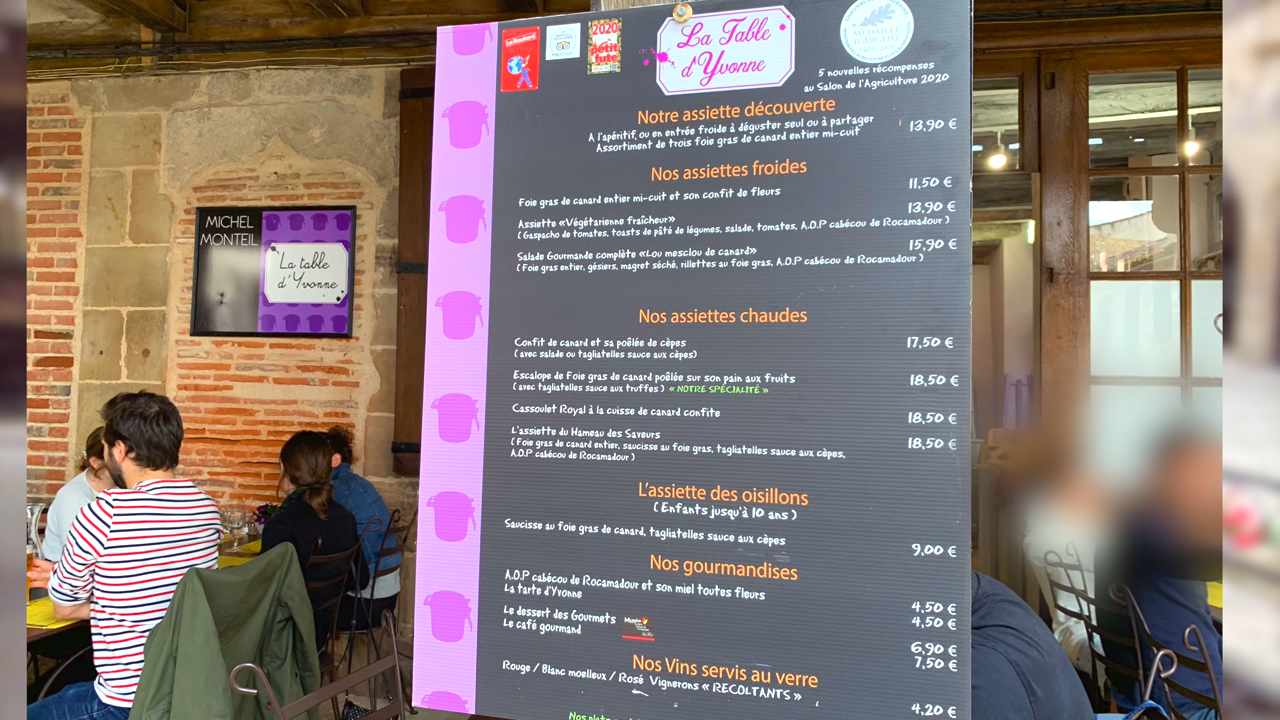 MICHEL
MONTEIL
La table
d'Yvonne
2020
petit
futé
La Table
d'Yvonne
MÉDAILLE
D'ARGENT
5 nouvelles récompenses
au Salon de l'Agriculture 2020
Notre assiette découverte
A l'apéritif, ou en entrée froide à déguster seul ou à partager
Assortiment de trois foie gras de canard entier mi-cuit
13,90 €
Nos assiettes froides
Foie gras de canard entier mi-cuit et son confit de fleurs 11,50 €
Assiette «Végétarienne fraîcheur» 13,90 €
( Gaspacho de tomates, toasts de pâté de légumes, salade, tomates, A.O.P cabécou de Rocamadour )
Salade Gourmande complète «Lou mesclou de canard» 15,90 €
( Foie gras entier, gésiers, magret séché, rillettes au foie gras, A.O.P cabécou de Rocamadour )
Nos assiettes chaudes
Confit de canard et sa poêlée de cèpes 17,50 €
( avec salade ou tagliatelles sauce aux cèpes)
Escalope de Foie gras de canard poêlée sur son pain aux fruits 18,50 €
( avec tagliatelles sauce aux truffes ) « NOTRE SPÉCIALITÉ »
Cassoulet Royal à la cuisse de canard confite 18,50 €
L'assiette du Hameau des Saveurs 18,50 €
( Foie gras de canard entier, saucisse au foie gras, tagliatelles sauce aux cèpes,
A.O.P cabécou de Rocamadour )
L'assiette des oisillons
( Enfants jusqu'à 10 ans )
Saucisse au foie gras de canard, tagliatelles sauce aux cèpes 9,00 €
Nos gourmandises
A.O.P cabécou de Rocamadour et son miel toutes fleurs 4,50 €
La tarte d'Yvonne 4,50 €
Le dessert des Gourmets 6,90 €
Le café gourmand 7,50 €
Nos Vins servis au verre
Rouge / Blanc moelleux / Rosé Vignerons « RECOLTANTS » 4,20 €